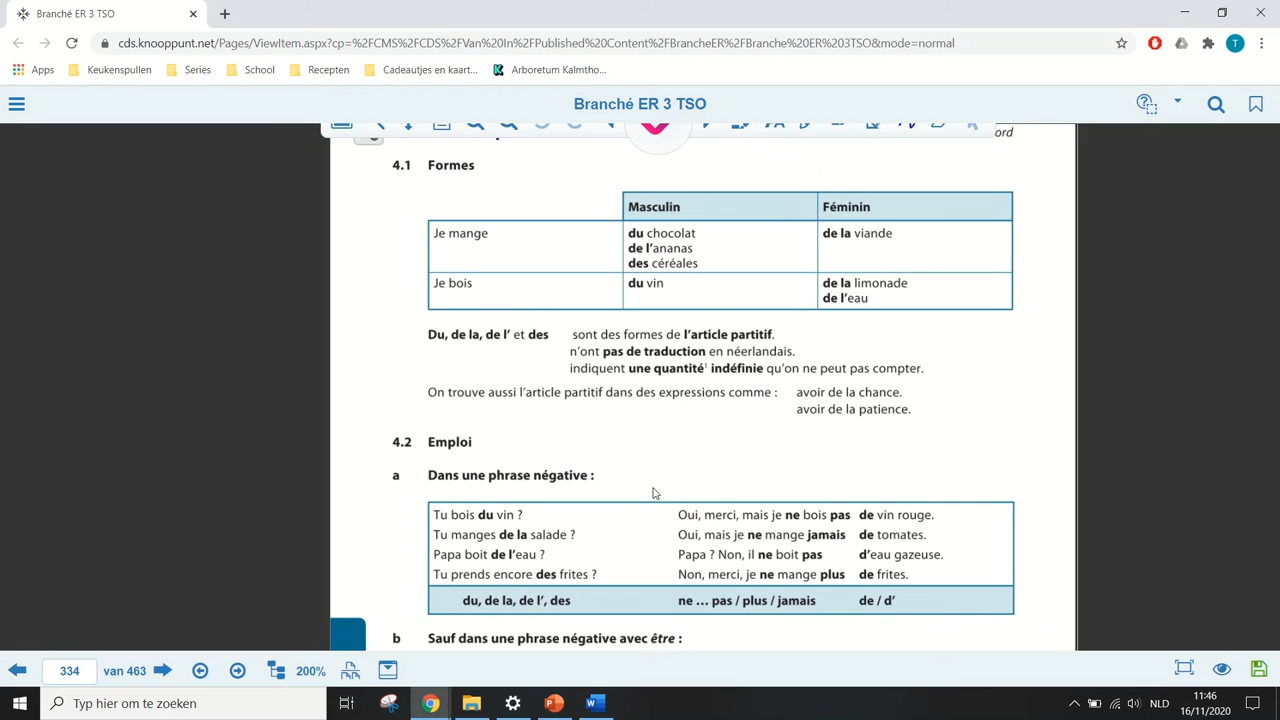 Branché ER 3 TSO
cds.knooppunt.net/Pages/ViewItem.aspx?cp=%2FCMS%2FCDS%2FVan%20In%2FPublished%20Content%2FBrancheER%2FBranche%20ER%203TSO&mode=normal
T
Apps Keukenspullen Series School Recepten Cadeautjes en kaart... Arboretum Kalmtho...
Branché ER 3 TSO
ord
4.1 Formes
Masculin Féminin
Je mange du chocolat de la viande
de l'ananas
des céréales
Je bois du vin de la limonade
de l'eau
Du, de la, de l' et des sont des formes de l'article partitif.
n'ont pas de traduction en néerlandais.
indiquent une quantité¹ indéfinie qu'on ne peut pas compter.
On trouve aussi l'article partitif dans des expressions comme : avoir de la chance.
avoir de la patience.
4.2 Emploi
a Dans une phrase négative :
Tu bois du vin ? Oui, merci, mais je ne bois pas de vin rouge.
Tu manges de la salade ? Oui, mais je ne mange jamais de tomates.
Papa boit de l'eau ? Papa ? Non, il ne boit pas d'eau gazeuse.
Tu prends encore des frites ? Non, merci, je ne mange plus de frites.
du, de la, de l', des ne ... pas / plus / jamais de / d'
b Sauf dans une phrase négative avec être :
334 van 463 200%
Typ hier om te zoeken
NLD
11:46
16/11/2020